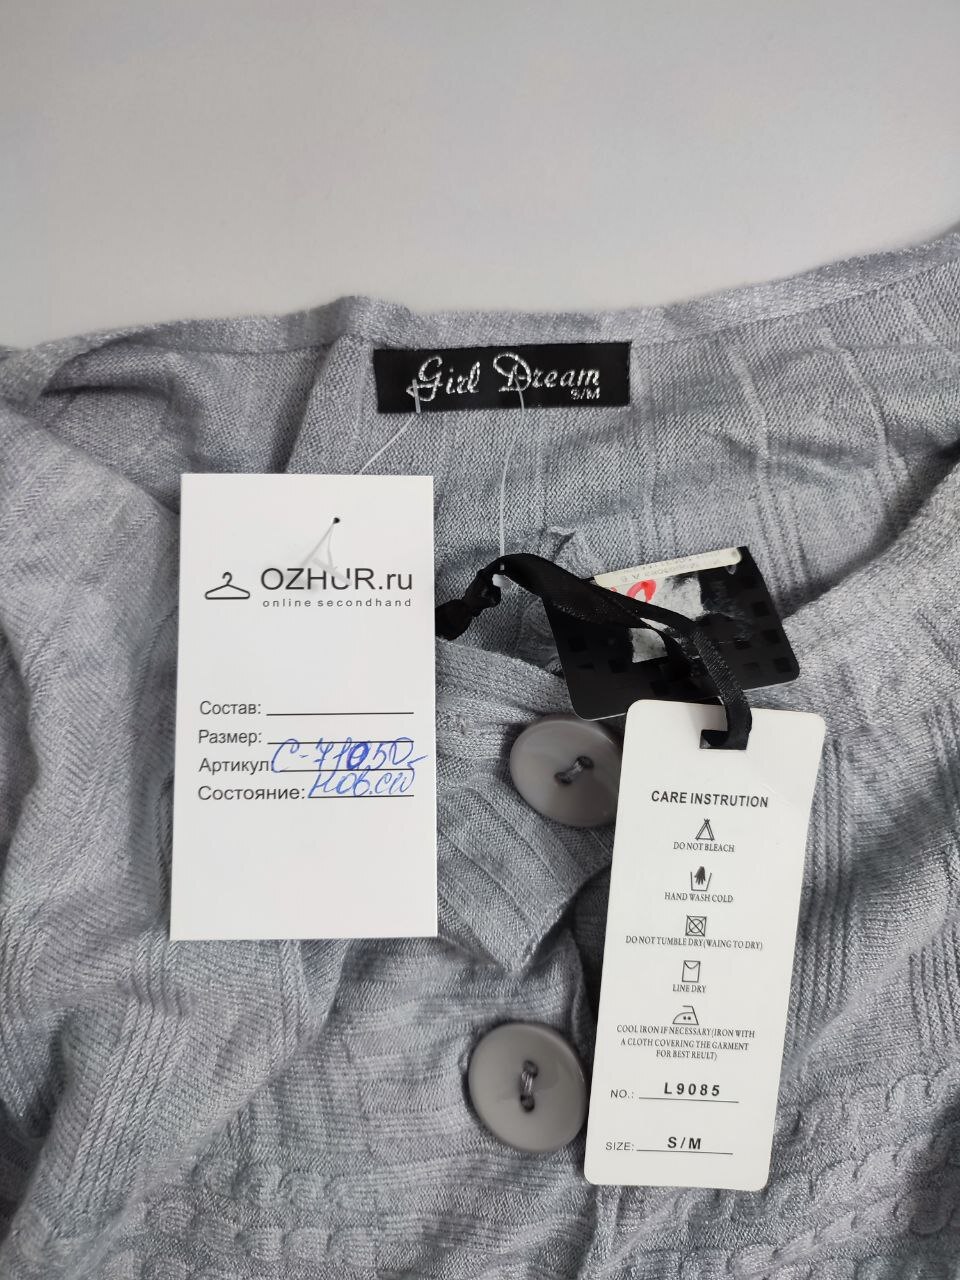 Girl Dream
S/M
OZHUR.ru
online secondhand
Состав:
Размер:
Артикул С-71050
Состояние: Нов.с
CARE INSTRUTION
DO NOT BLEACH
HAND WASH COLD
DO NOT TUMBLE DRY(WAING TO DRY)
LINE DRY
COOL IRON IF NECESSARY(IRON WITH
A CLOTH COVERING THE GARMENT
FOR BEST REULT)
NO.: L9085
SIZE: S/M